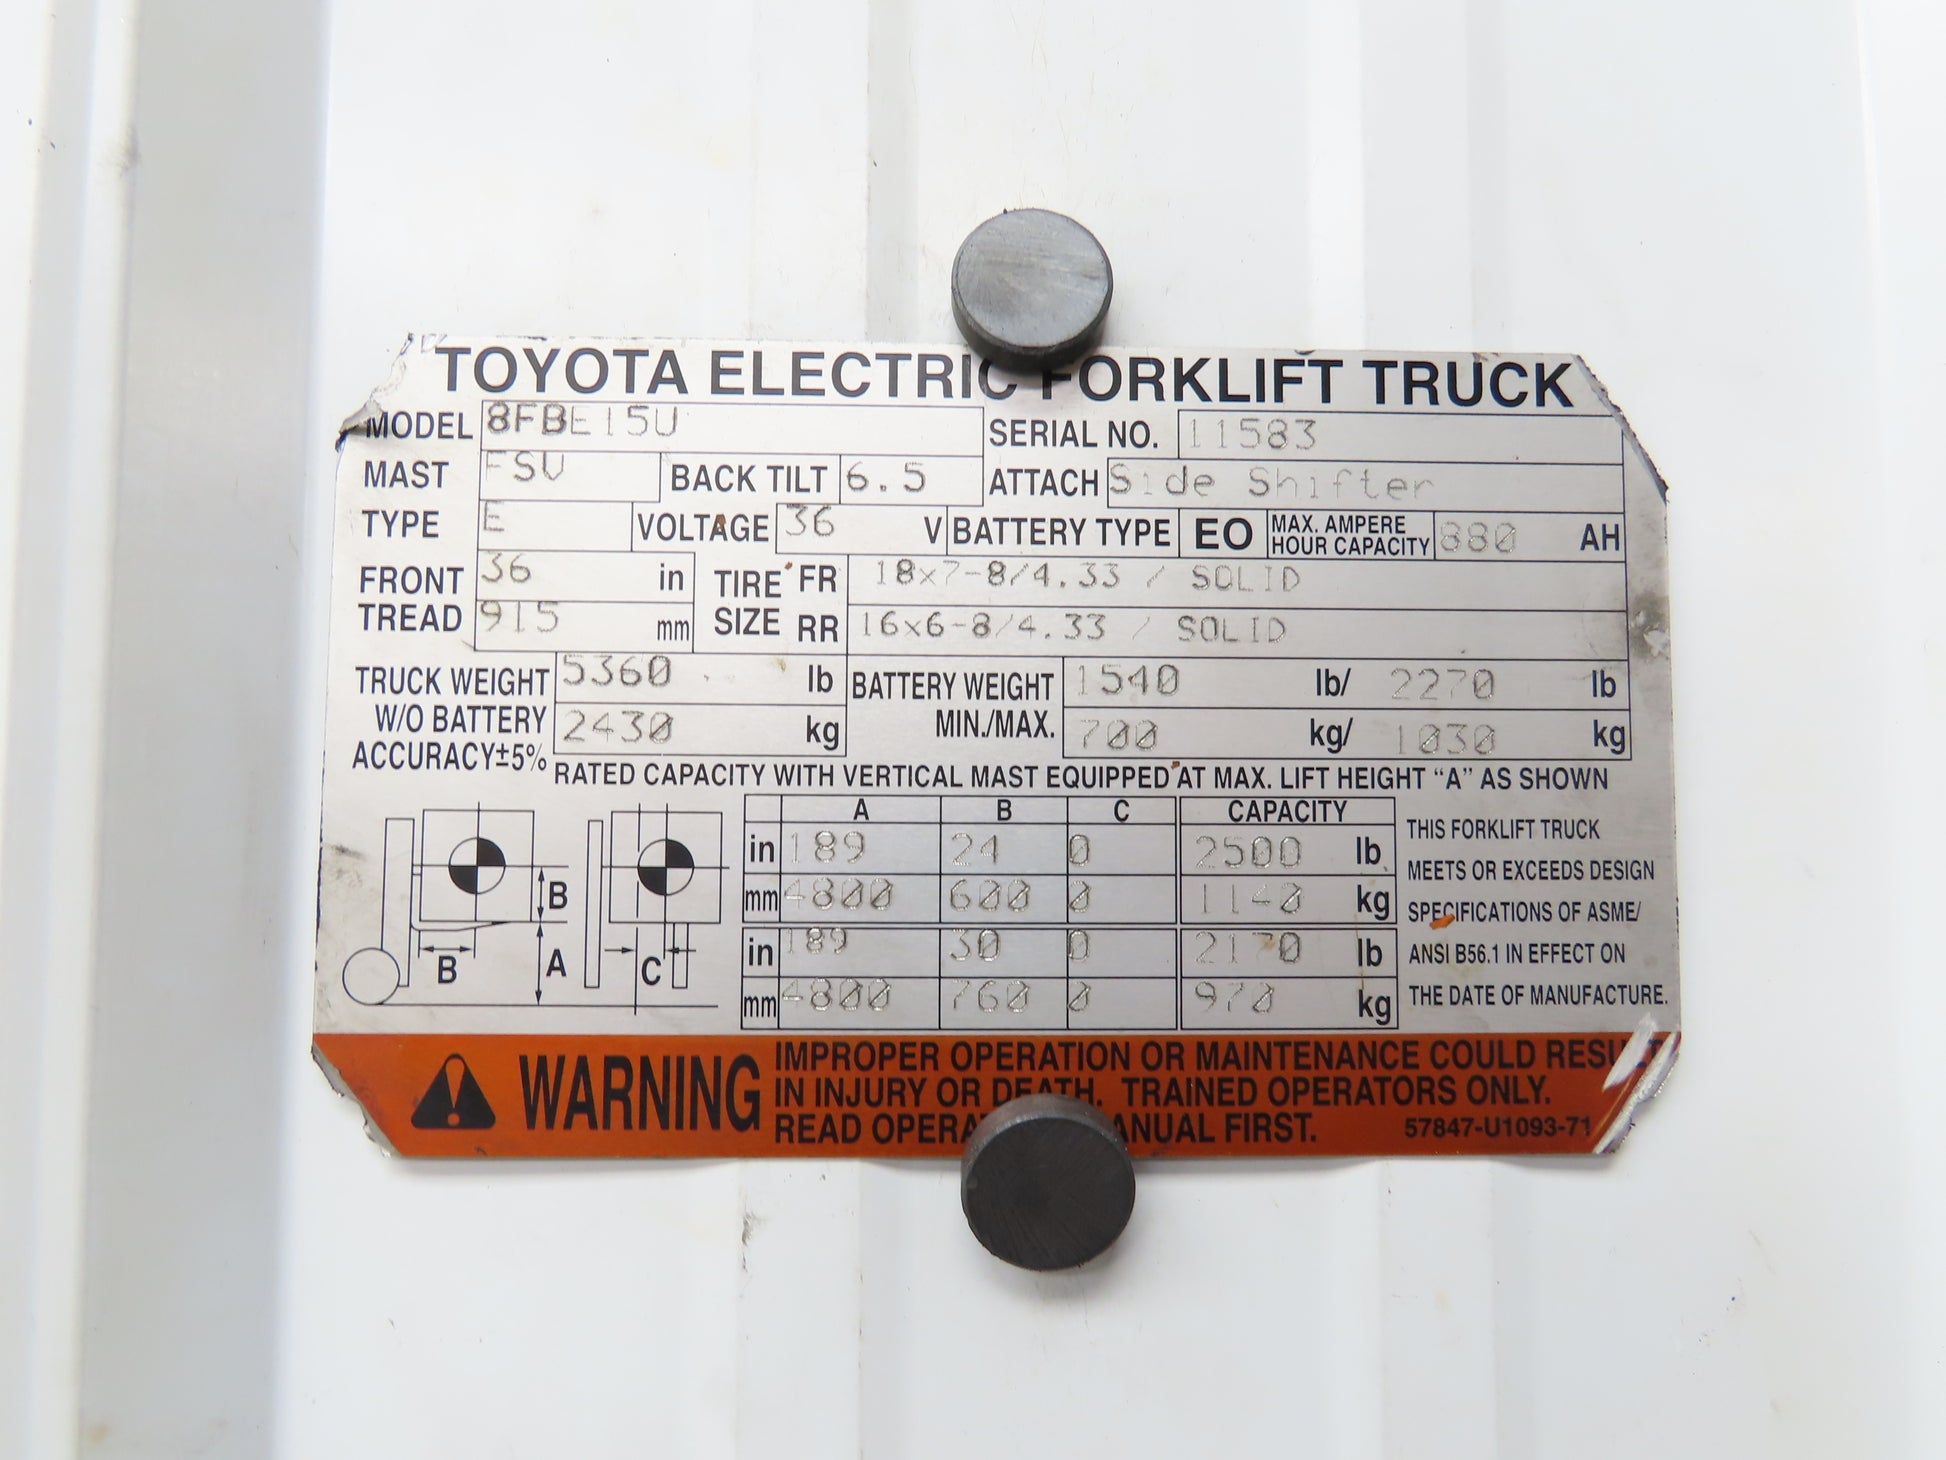 TOYOTA ELECTRIC FORKLIFT TRUCK
MODEL 8FBE15U SERIAL NO. 11583
MAST FSV BACK TILT 6.5 ATTACH Side Shifter
TYPE E VOLTAGE 36 V BATTERY TYPE EO MAX. AMPERE HOUR CAPACITY 880 AH
FRONT TREAD 36 in TIRE SIZE FR 18x7-8/4.33 / SOLID
915 mm RR 16x6-8/4.33 / SOLID
TRUCK WEIGHT 5360 lb BATTERY WEIGHT 1540 lb/ 2270 lb
W/O BATTERY 2430 kg MIN./MAX. 700 kg/ 1030 kg
ACCURACY±5%
RATED CAPACITY WITH VERTICAL MAST EQUIPPED AT MAX. LIFT HEIGHT “A” AS SHOWN
A B C CAPACITY
in 189 24 0 2500 lb
mm 4800 600 0 1140 kg
in 189 30 0 2170 lb
mm 4800 760 0 970 kg
B
B A C
THIS FORKLIFT TRUCK
MEETS OR EXCEEDS DESIGN
SPECIFICATIONS OF ASME/
ANSI B56.1 IN EFFECT ON
THE DATE OF MANUFACTURE.
WARNING
IMPROPER OPERATION OR MAINTENANCE COULD RESULT
IN INJURY OR DEATH. TRAINED OPERATORS ONLY.
READ FIRST. 57847-U1093-71